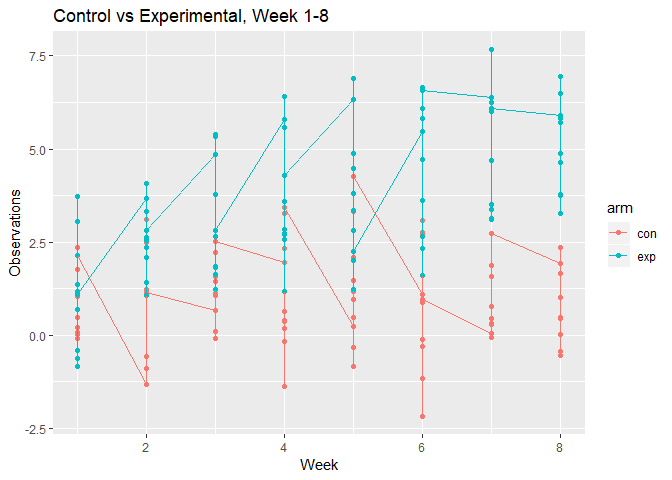 Control vs Experimental, Week 1-8
7.5
5.0
2.5
0.0
-2.5
Observations
2
4
6
8
Week
arm
con
exp